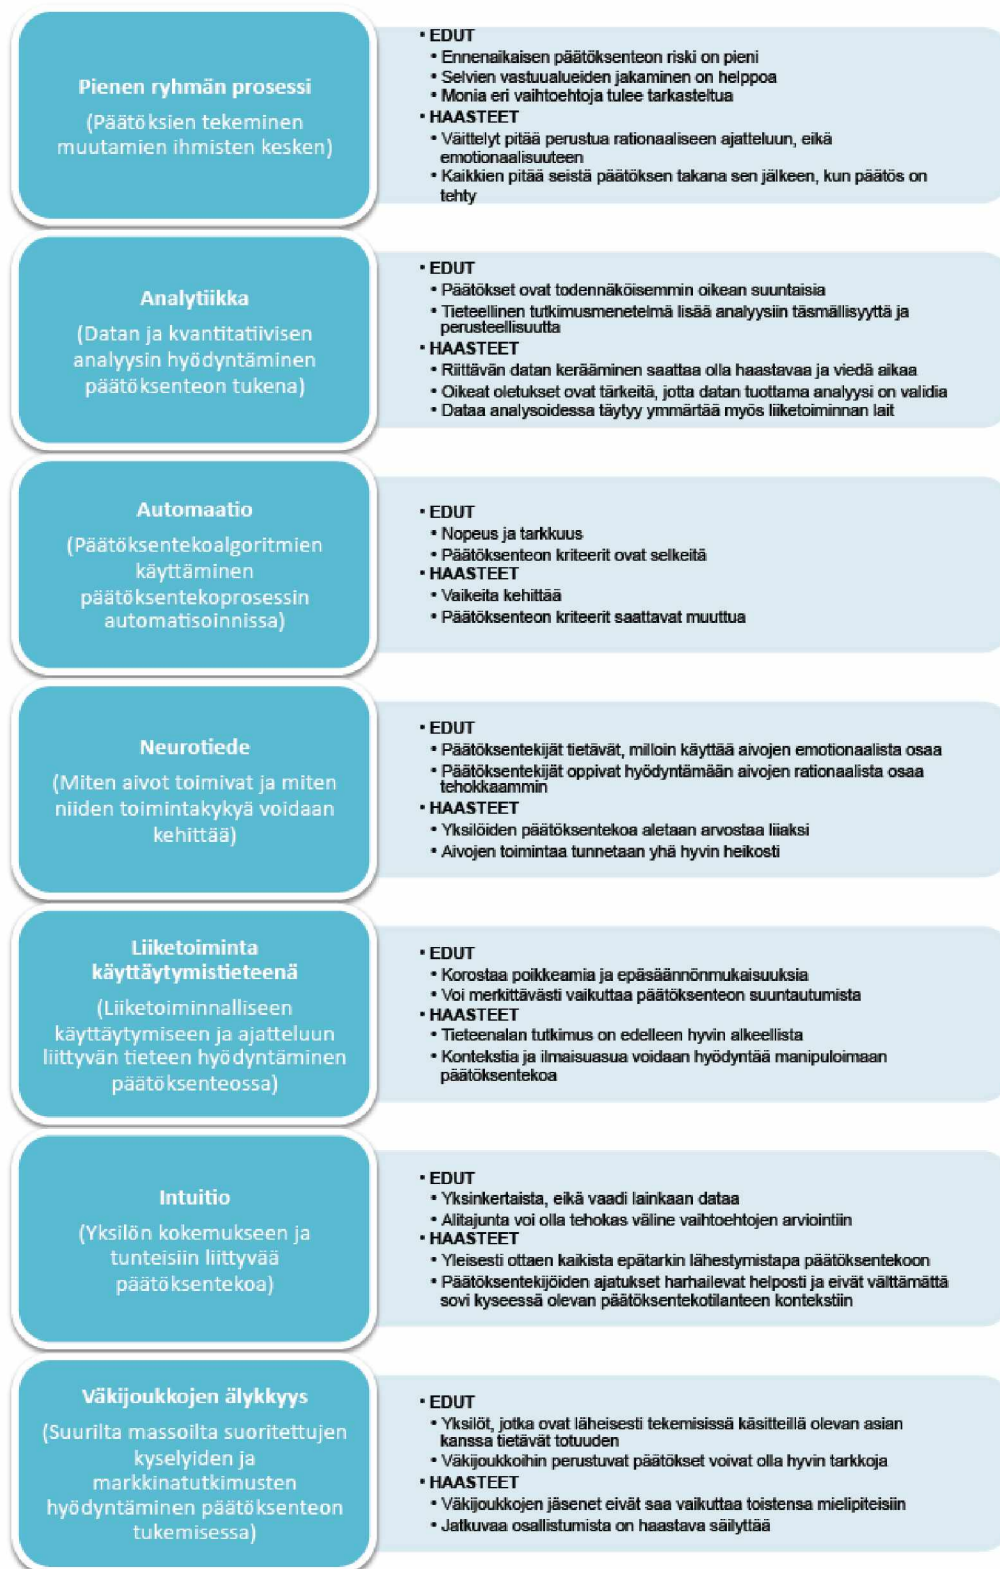 Pienen ryhmän prosessi
(Päätöksien tekeminen
muutamien ihmisten kesken)
• EDUT
• Ennenaikaisen päätöksenteon riski on pieni
• Selvien vastuualueiden jakaminen on helppoa
• Monia eri vaihtoehtoja tulee tarkasteltua
• HAASTEET
• Väittelyt pitää perustua rationaaliseen ajatteluun, eikä
emotionaalisuuteen
• Kaikkien pitää seistä päätöksen takana sen jälkeen, kun päätös on
tehty
Analytiikka
(Datan ja kvantitatiivisen
analyysin hyödyntäminen
päätöksenteon tukena)
• EDUT
• Päätökset ovat todennäköisemmin oikean suuntaisia
• Tieteellinen tutkimusmenetelmä lisää analyysiin täsmällisyyttä ja
perusteellisuutta
• HAASTEET
• Riittävän datan kerääminen saattaa olla haastavaa ja viedä aikaa
• Oikeat oletukset ovat tärkeitä, jotta datan tuottama analyysi on validia
• Dataa analysoidessa täytyy ymmärtää myös liiketoiminnan lait
Automaatio
(Päätöksentekoalgoritmien
käyttäminen
päätöksentekoprosessin
automatisoinnissa)
• EDUT
• Nopeus ja tarkkuus
• Päätöksenteon kriteerit ovat selkeitä
• HAASTEET
• Vaikeita kehittää
• Päätöksenteon kriteerit saattavat muuttua
Neurotiede
(Miten aivot toimivat ja miten
niiden toimintakykyä voidaan
kehittää)
• EDUT
• Päätöksentekijät tietävät, milloin käyttää aivojen emotionaalista osaa
• Päätöksentekijät oppivat hyödyntämään aivojen rationaalista osaa
tehokkaammin
• HAASTEET
• Yksilöiden päätöksentekoa aletaan arvostaa liiaksi
• Aivojen toimintaa tunnetaan yhä hyvin heikosti
Liiketoiminta
käyttäytymistieteenä
(Liiketoiminnalliseen
käyttäytymiseen ja ajatteluun
liittyvän tieteen hyödyntäminen
päätöksenteossa)
• EDUT
• Korostaa poikkeamia ja epäsäännönmukaisuuksia
• Voi merkittävästi vaikuttaa päätöksenteon suuntautumista
• HAASTEET
• Tieteenalan tutkimus on edelleen hyvin alkeellista
• Kontekstia ja ilmaisuasua voidaan hyödyntää manipuloimaan
päätöksentekoa
Intuitio
(Yksilön kokemukseen ja
tunteisiin liittyvää
päätöksentekoa)
• EDUT
• Yksinkertaista, eikä vaadi lainkaan dataa
• Alitajunta voi olla tehokas väline vaihtoehtojen arviointiin
• HAASTEET
• Yleisesti ottaen kaikista epätarkin lähestymistapa päätöksentekoon
• Päätöksentekijöiden ajatukset harhailevat helposti ja eivät välttämättä
sovi kyseessä olevan päätöksentekotilanteen kontekstiin
Väkijoukkojen älykkyys
(Suurilta massoilta suoritettujen
kyselyiden ja
markkinatutkimusten
hyödyntäminen päätöksenteon
tukemisessa)
• EDUT
• Yksilöt, jotka ovat läheisesti tekemisissä käsitteillä olevan asian
kanssa tietävät totuuden
• Väkijoukkoihin perustuvat päätökset voivat olla hyvin tarkkoja
• HAASTEET
• Väkijoukkojen jäsenet eivät saa vaikuttaa toistensa mielipiteisiin
• Jatkuvaa osallistumista on haastava säilyttää